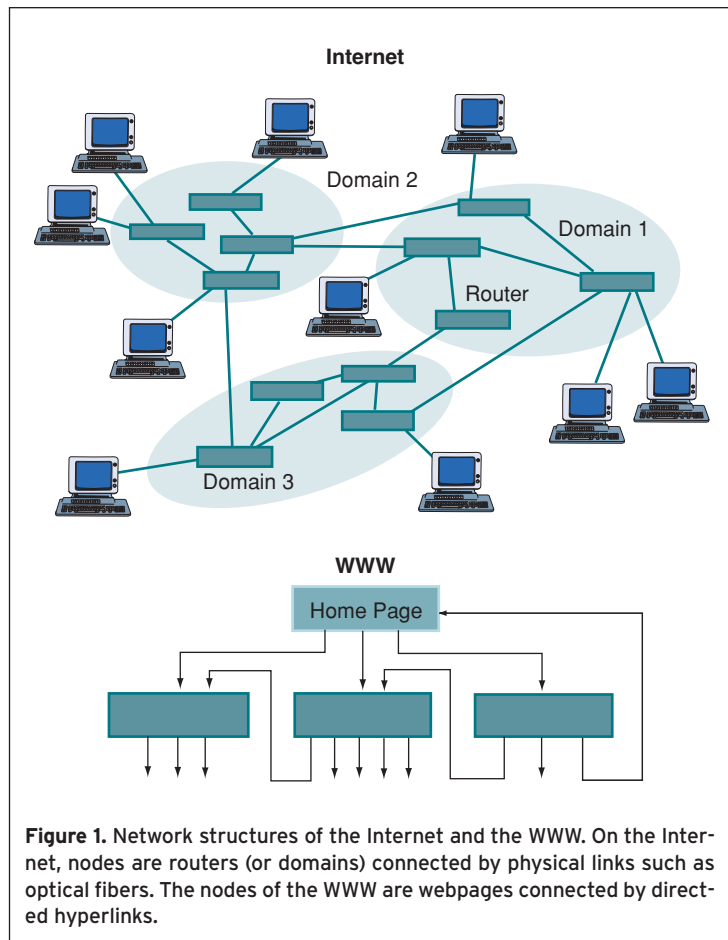 Internet
Domain 2
Domain 1
Router
Domain 3
WWW
Home Page
Figure 1. Network structures of the Internet and the WWW. On the Inter-
net, nodes are routers (or domains) connected by physical links such as
optical fibers. The nodes of the WWW are webpages connected by direct-
ed hyperlinks.